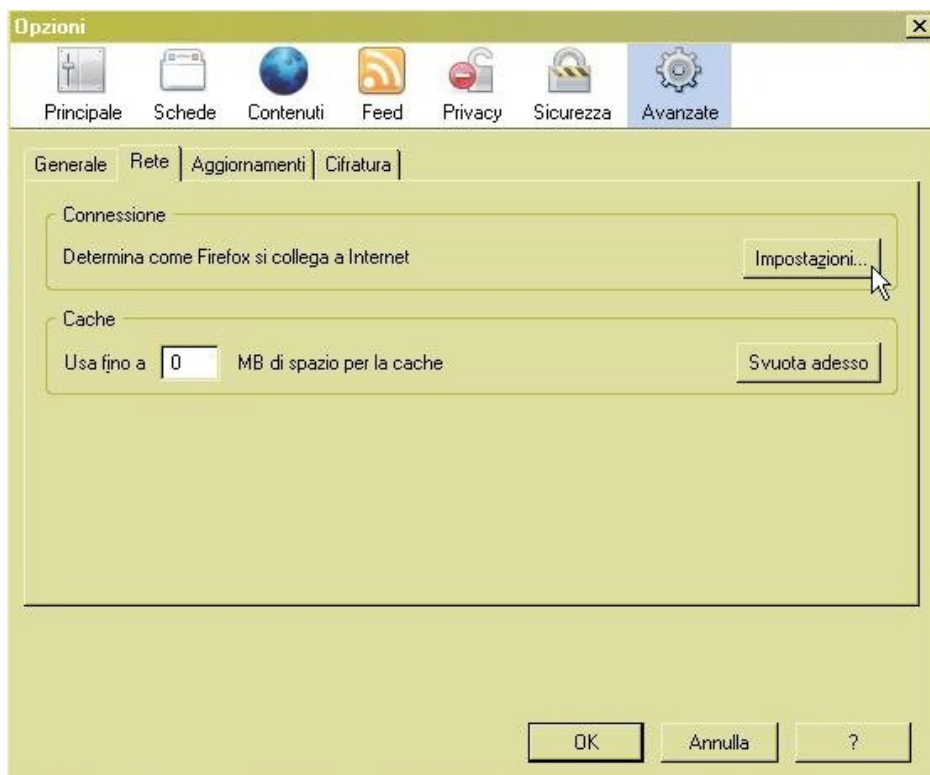 Opzioni
Principale Schede Contenuti Feed Privacy Sicurezza Avanzate
Generale Rete Aggiornamenti Cifratura
Connessione
Determina come Firefox si collega a Internet Impostazioni...
Cache
Usa fino a 0 MB di spazio per la cache Svuota adesso
OK Annulla ?